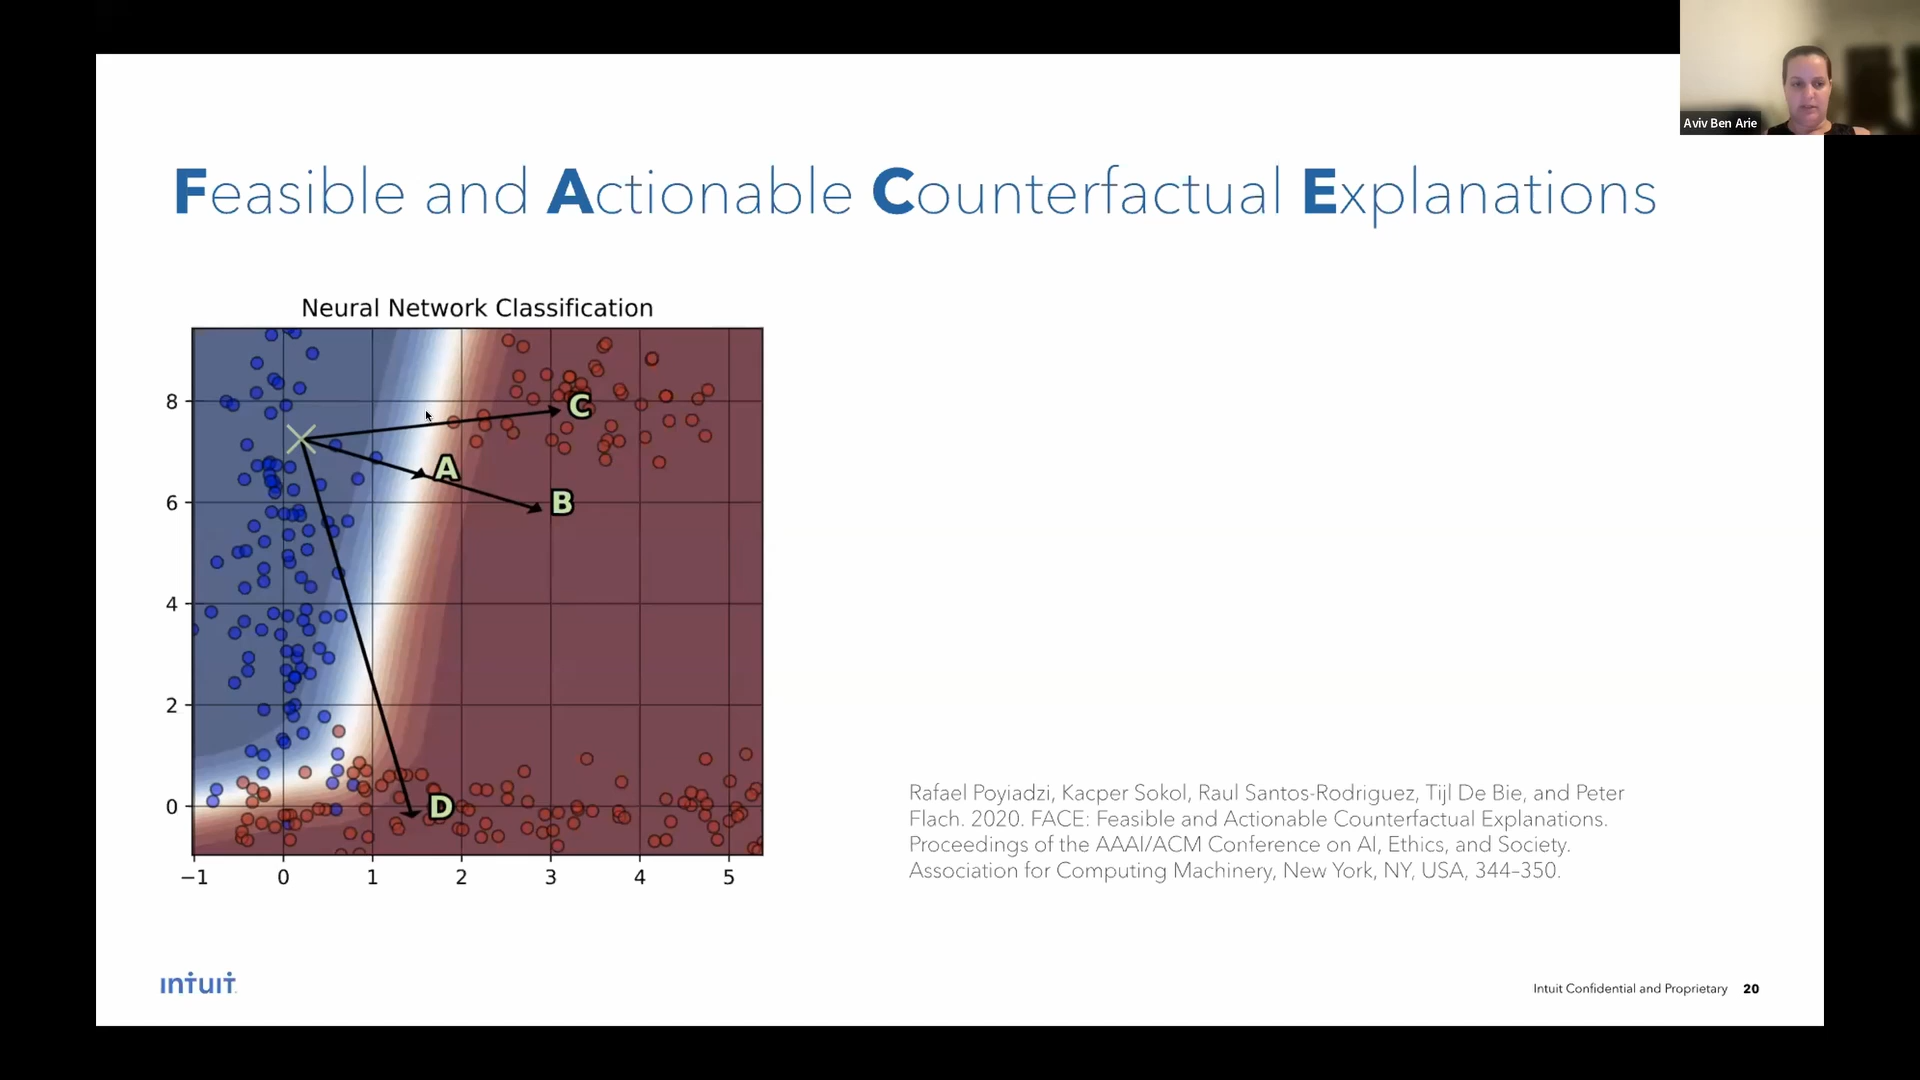 Aviv Ben Arie
Feasible and Actionable Counterfactual Explanations
Neural Network Classification
8
6
4
2
0
C
A
B
D
−1 0 1 2 3 4 5
Rafael Poyiadzi, Kacper Sokol, Raul Santos-Rodriguez, Tijl De Bie, and Peter
Flach. 2020. FACE: Feasible and Actionable Counterfactual Explanations.
Proceedings of the AAAI/ACM Conference on AI, Ethics, and Society.
Association for Computing Machinery, New York, NY, USA, 344–350.
ıntuıt
Intuit Confidential and Proprietary 20